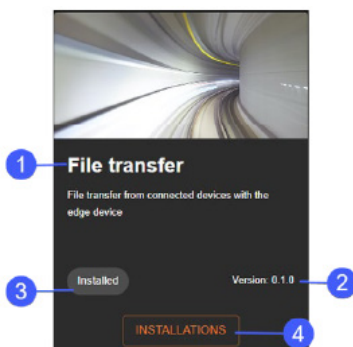 1
File transfer
File transfer from connected devices with the
edge device
3
Installed
Version: 0.1.0
2
INSTALLATIONS
4